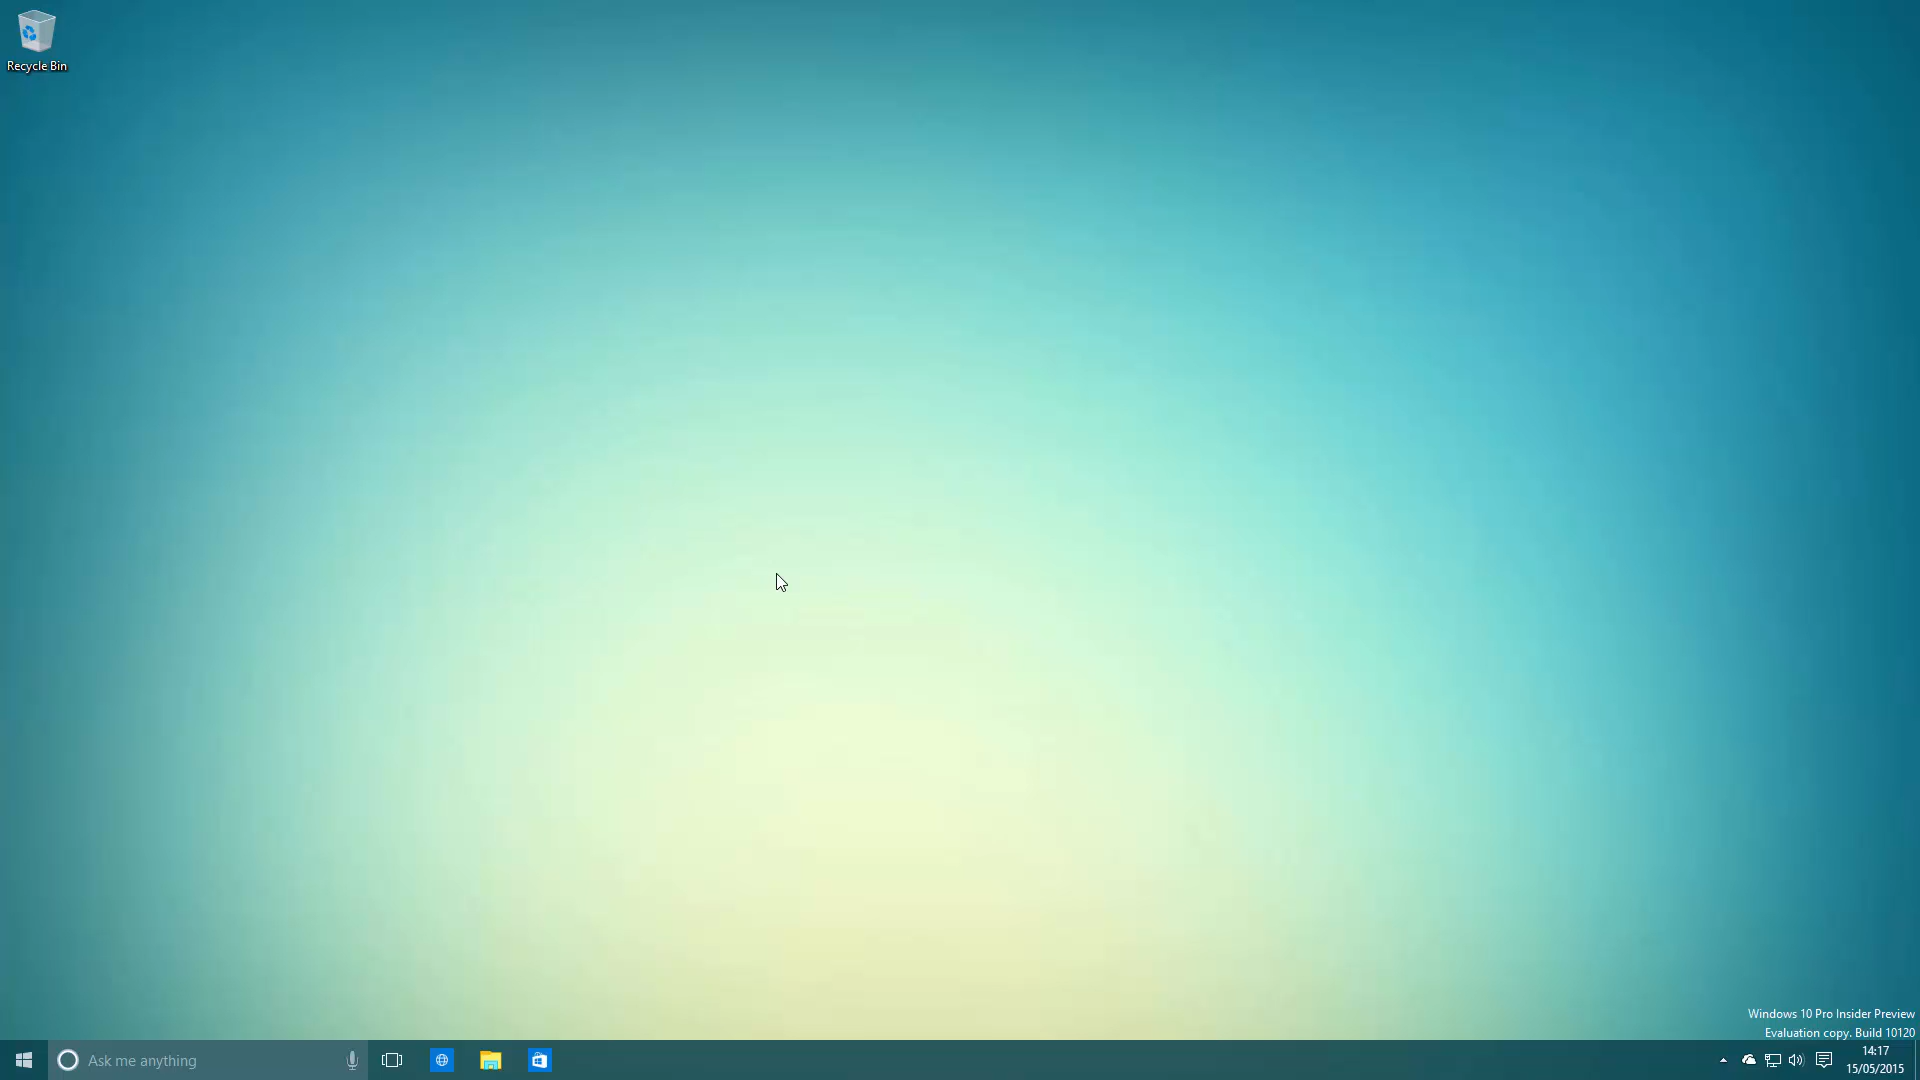 Recycle Bin
Windows 10 Pro Insider Preview
Evaluation copy. Build 10120
Ask me anything
14:17
15/05/2015